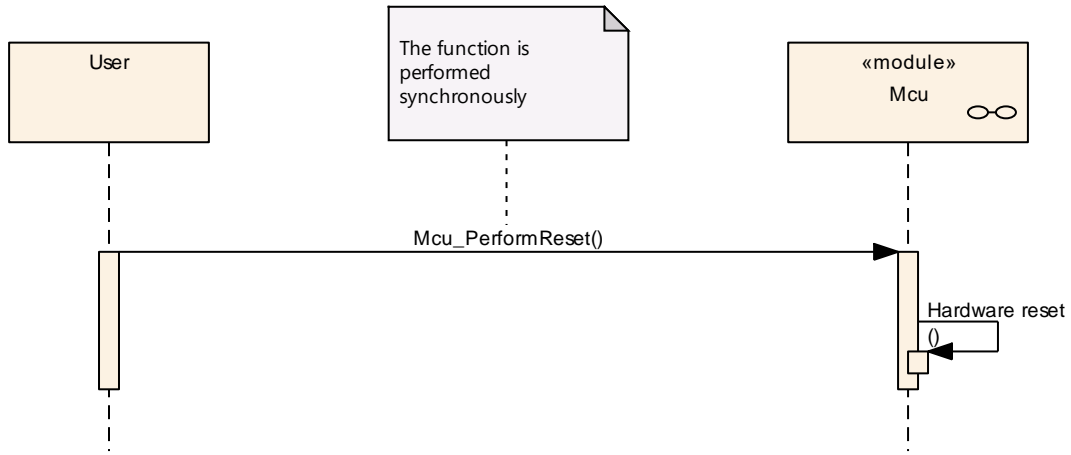 User
The function is
performed
synchronously
«module»
Mcu
Mcu_PerformReset()
Hardware reset
()